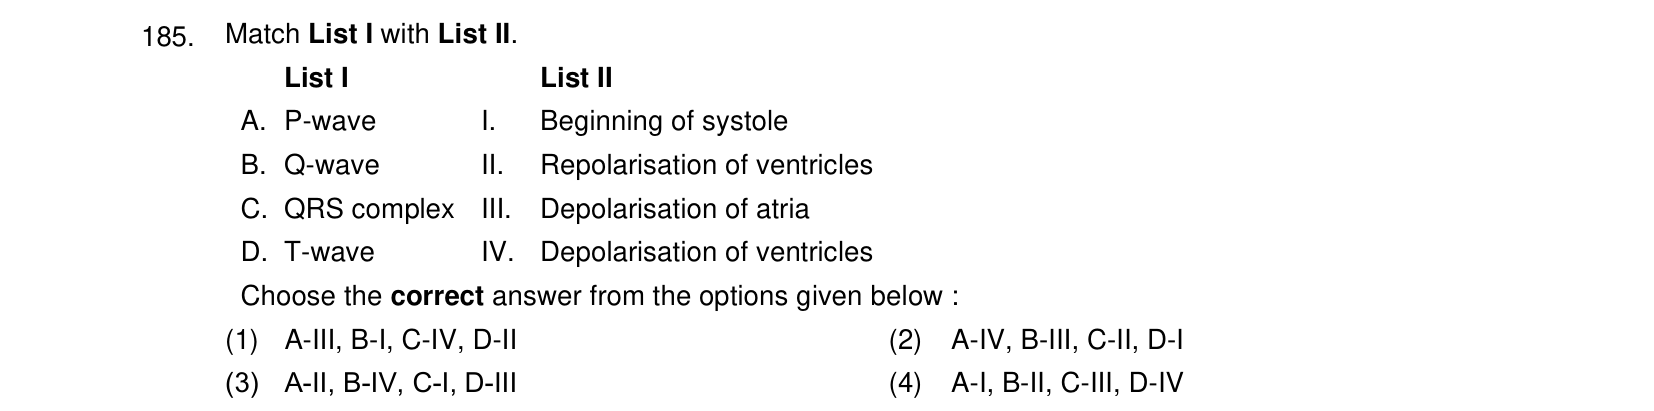 185. Match List I with List II.
List I List II
A. P-wave I. Beginning of systole
B. Q-wave II. Repolarisation of ventricles
C. QRS complex III. Depolarisation of atria
D. T-wave IV. Depolarisation of ventricles
Choose the correct answer from the options given below :
(1) A-III, B-I, C-IV, D-II (2) A-IV, B-III, C-II, D-I
(3) A-II, B-IV, C-I, D-III (4) A-I, B-II, C-III, D-IV